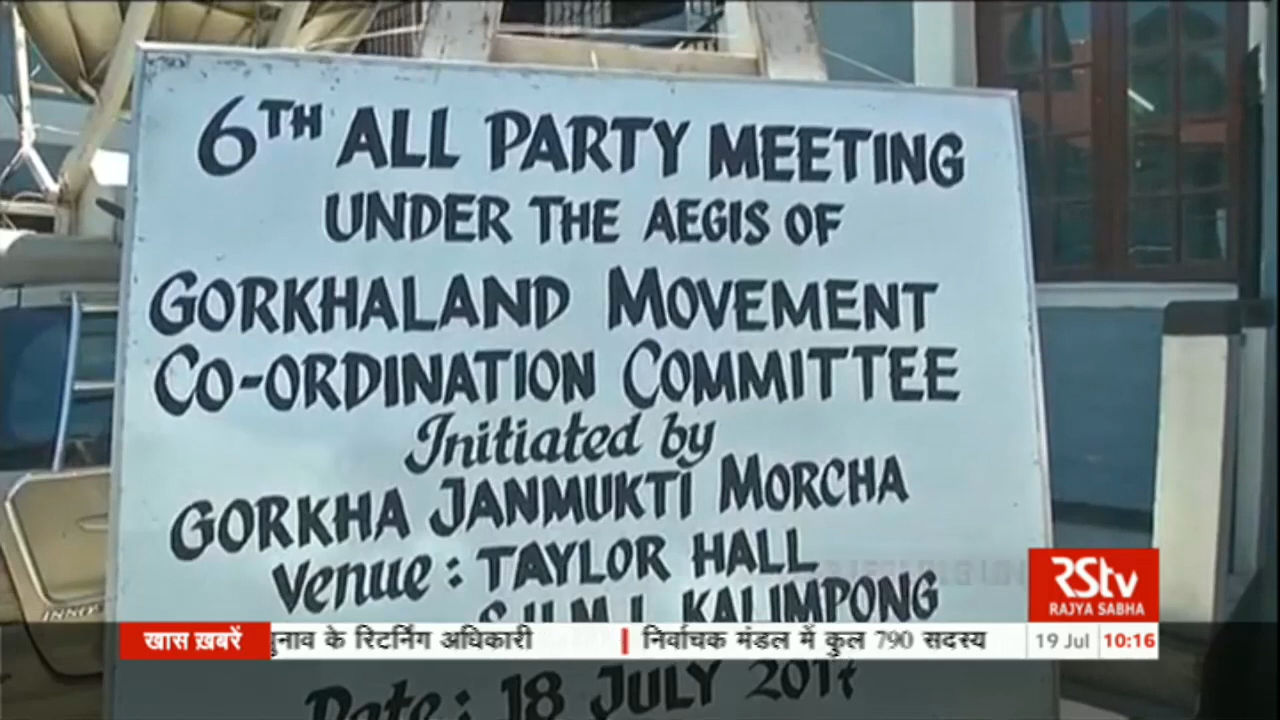 6TH ALL PARTY MEETING
UNDER THE AEGIS OF
GORKHALAND MOVEMENT
CO-ORDINATION COMMITTEE
Initiated by
GORKHA JANMUKTI MORCHA
Venue: TAYLOR HALL
KALIMPONG
Date: 18 JULY 2017
RStv
RAJYA SABHA
खास ख़बरें
के रिटर्निंग अधिकारी | निर्वाचक मंडल में कुल 790 सदस्य
19 Jul 10:16